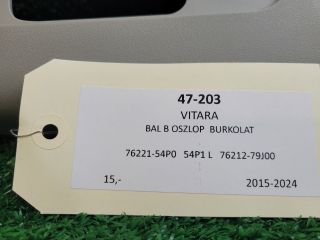 47-203
VITARA
BAL B OSZLOP BURKOLAT
76221-54P0 54P1 L 76212-79J00
15,- 2015-2024